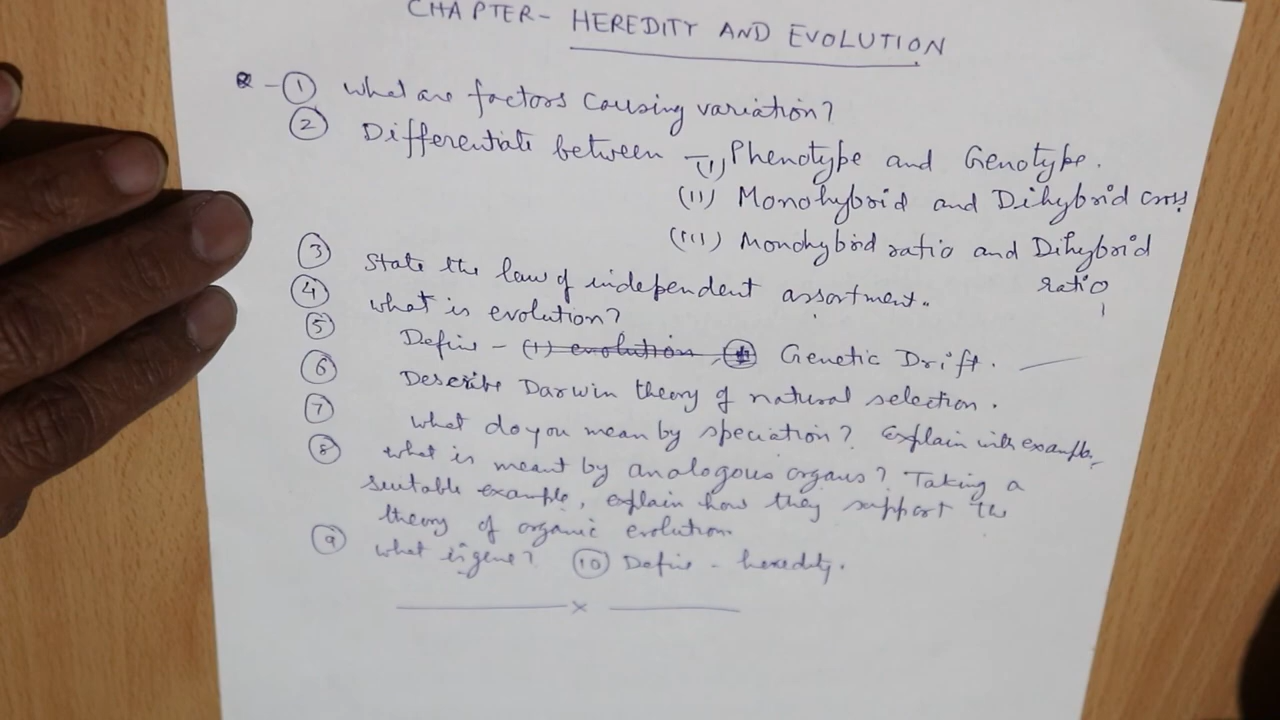 CHAPTER- HEREDITY AND EVOLUTION
Q - ① What are factors causing variation?
② Differentiate between - (i) Phenotype and Genotype.
(ii) Monohybrid and Dihybrid cross
(iii) Monohybrid ratio and Dihybrid
ratio
③ State the law of independent assortment.
④ what is evolution?
⑤ Define - (1) evolution Genetic Drift.
⑥ Describe Darwin theory of natural selection.
⑦ what do you mean by speciation? Explain with example.
⑧ what is meant by analogous organs? Taking a
suitable example, explain how they support the
theory of organic evolution
⑨ what is gene? ⑩ Define - heredity.
x